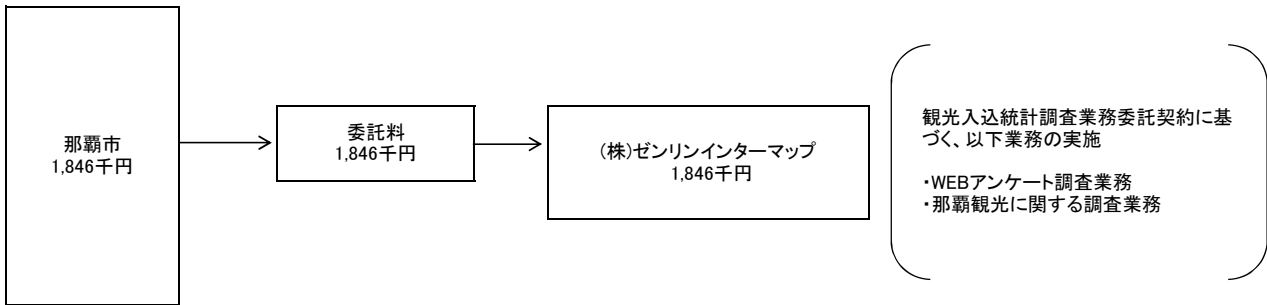 那覇市
1,846千円
委託料
1,846千円
(株)ゼンリンインターマップ
1,846千円
観光入込統計調査業務委託契約に基
づく、以下業務の実施
・WEBアンケート調査業務
・那覇観光に関する調査業務